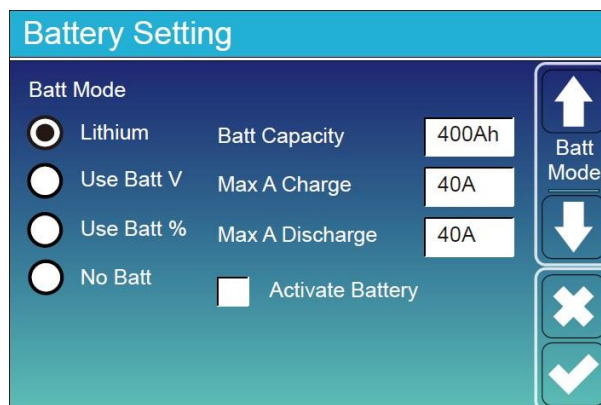 Battery Setting
Batt Mode
Lithium
Batt Capacity
400Ah
Use Batt V
Max A Charge
40A
Use Batt %
Max A Discharge
40A
No Batt
Activate Battery
Batt
Mode